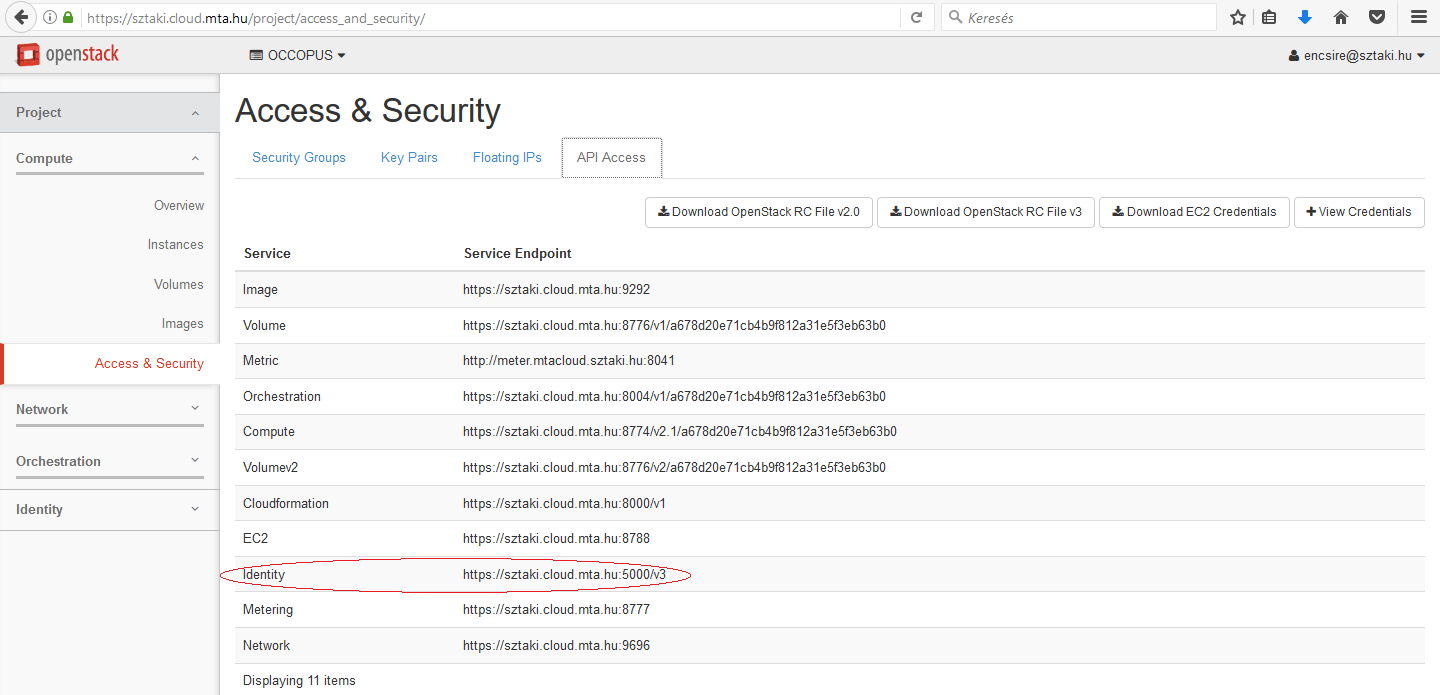 https://sztaki.cloud.mta.hu/project/access_and_security/
Keresés
openstack
OCCOPUS
encsire@sztaki.hu
Project
Compute
Overview
Instances
Volumes
Images
Access & Security
Network
Orchestration
Identity
Access & Security
Security Groups Key Pairs Floating IPs API Access
Download OpenStack RC File v2.0 Download OpenStack RC File v3 Download EC2 Credentials +View Credentials
Service Service Endpoint
Image https://sztaki.cloud.mta.hu:9292
Volume https://sztaki.cloud.mta.hu:8776/v1/a678d20e71cb4b9f812a31e5f3eb63b0
Metric http://meter.mtacloud.sztaki.hu:8041
Orchestration https://sztaki.cloud.mta.hu:8004/v1/a678d20e71cb4b9f812a31e5f3eb63b0
Compute https://sztaki.cloud.mta.hu:8774/v2.1/a678d20e71cb4b9f812a31e5f3eb63b0
Volumev2 https://sztaki.cloud.mta.hu:8776/v2/a678d20e71cb4b9f812a31e5f3eb63b0
Cloudformation https://sztaki.cloud.mta.hu:8000/v1
EC2 https://sztaki.cloud.mta.hu:8788
Identity https://sztaki.cloud.mta.hu:5000/v3
Metering https://sztaki.cloud.mta.hu:8777
Network https://sztaki.cloud.mta.hu:9696
Displaying 11 items